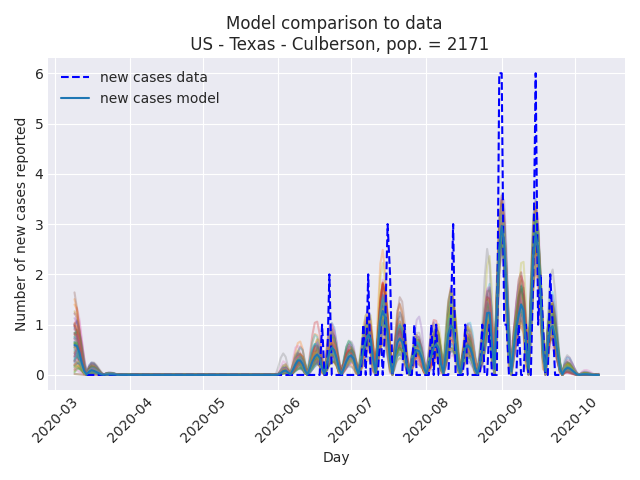 Model comparison to data
US - Texas - Culberson, pop. = 2171
new cases data
new cases model
Number of new cases reported
6
5
4
3
2
1
0
2020-03
2020-04
2020-05
2020-06
2020-07
2020-08
2020-09
2020-10
Day